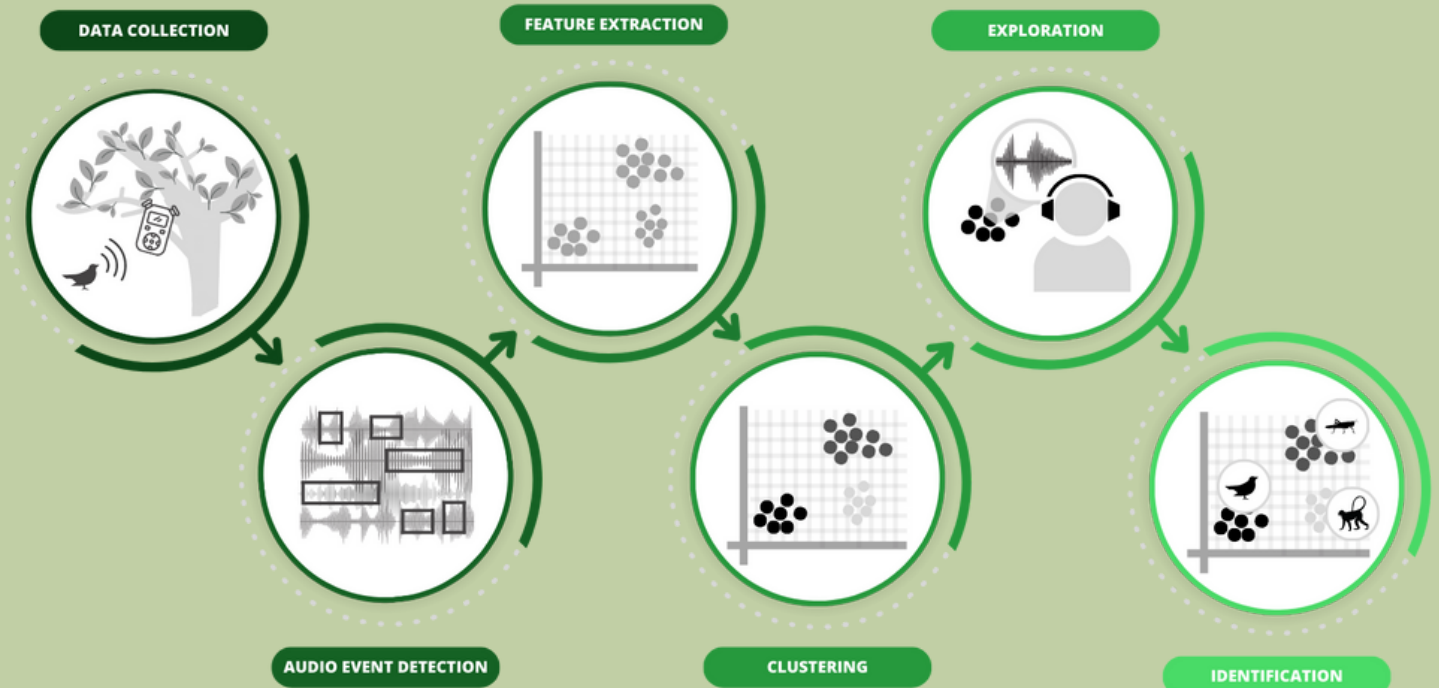 DATA COLLECTION
FEATURE EXTRACTION
EXPLORATION
AUDIO EVENT DETECTION
CLUSTERING
IDENTIFICATION